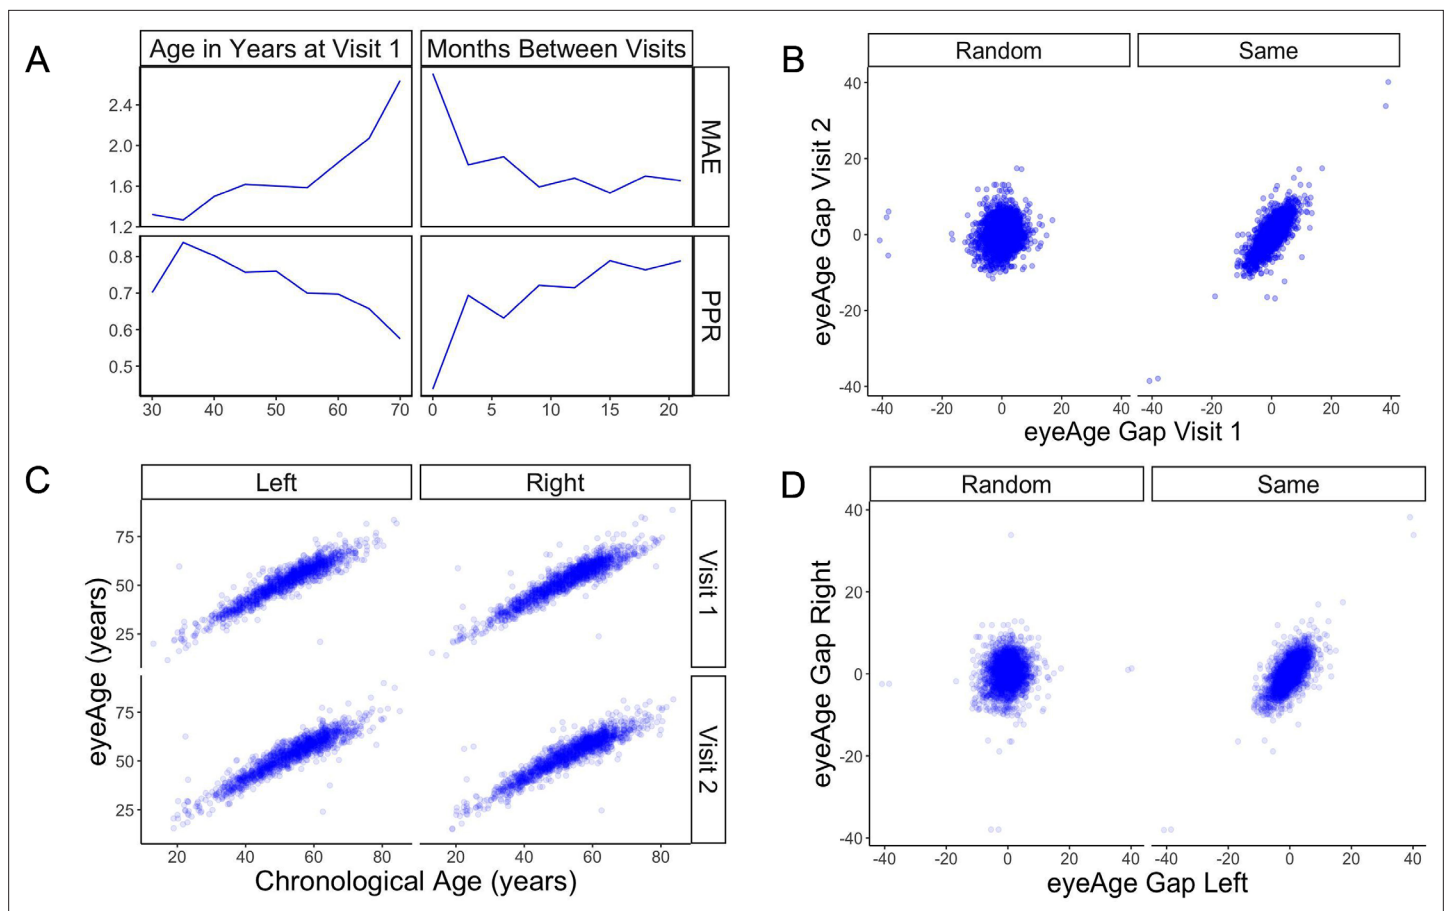 A
Age in Years at Visit 1 Months Between Visits
2.4
2.0
1.6
1.2
MAE
0.8
0.7
0.6
0.5
PPR
30 40 50 60 70 0 5 10 15 20
B
Random Same
eyeAge Gap Visit 2
40
20
0
-20
-40
-40 -20 0 20 40 -40 -20 0 20 40
eyeAge Gap Visit 1
C
Left Right
eyeAge (years)
75
50
25
Visit 1
75
50
25
Visit 2
20 40 60 80 20 40 60 80
Chronological Age (years)
D
Random Same
eyeAge Gap Right
40
20
0
-20
-40
-40 -20 0 20 40 -40 -20 0 20 40
eyeAge Gap Left